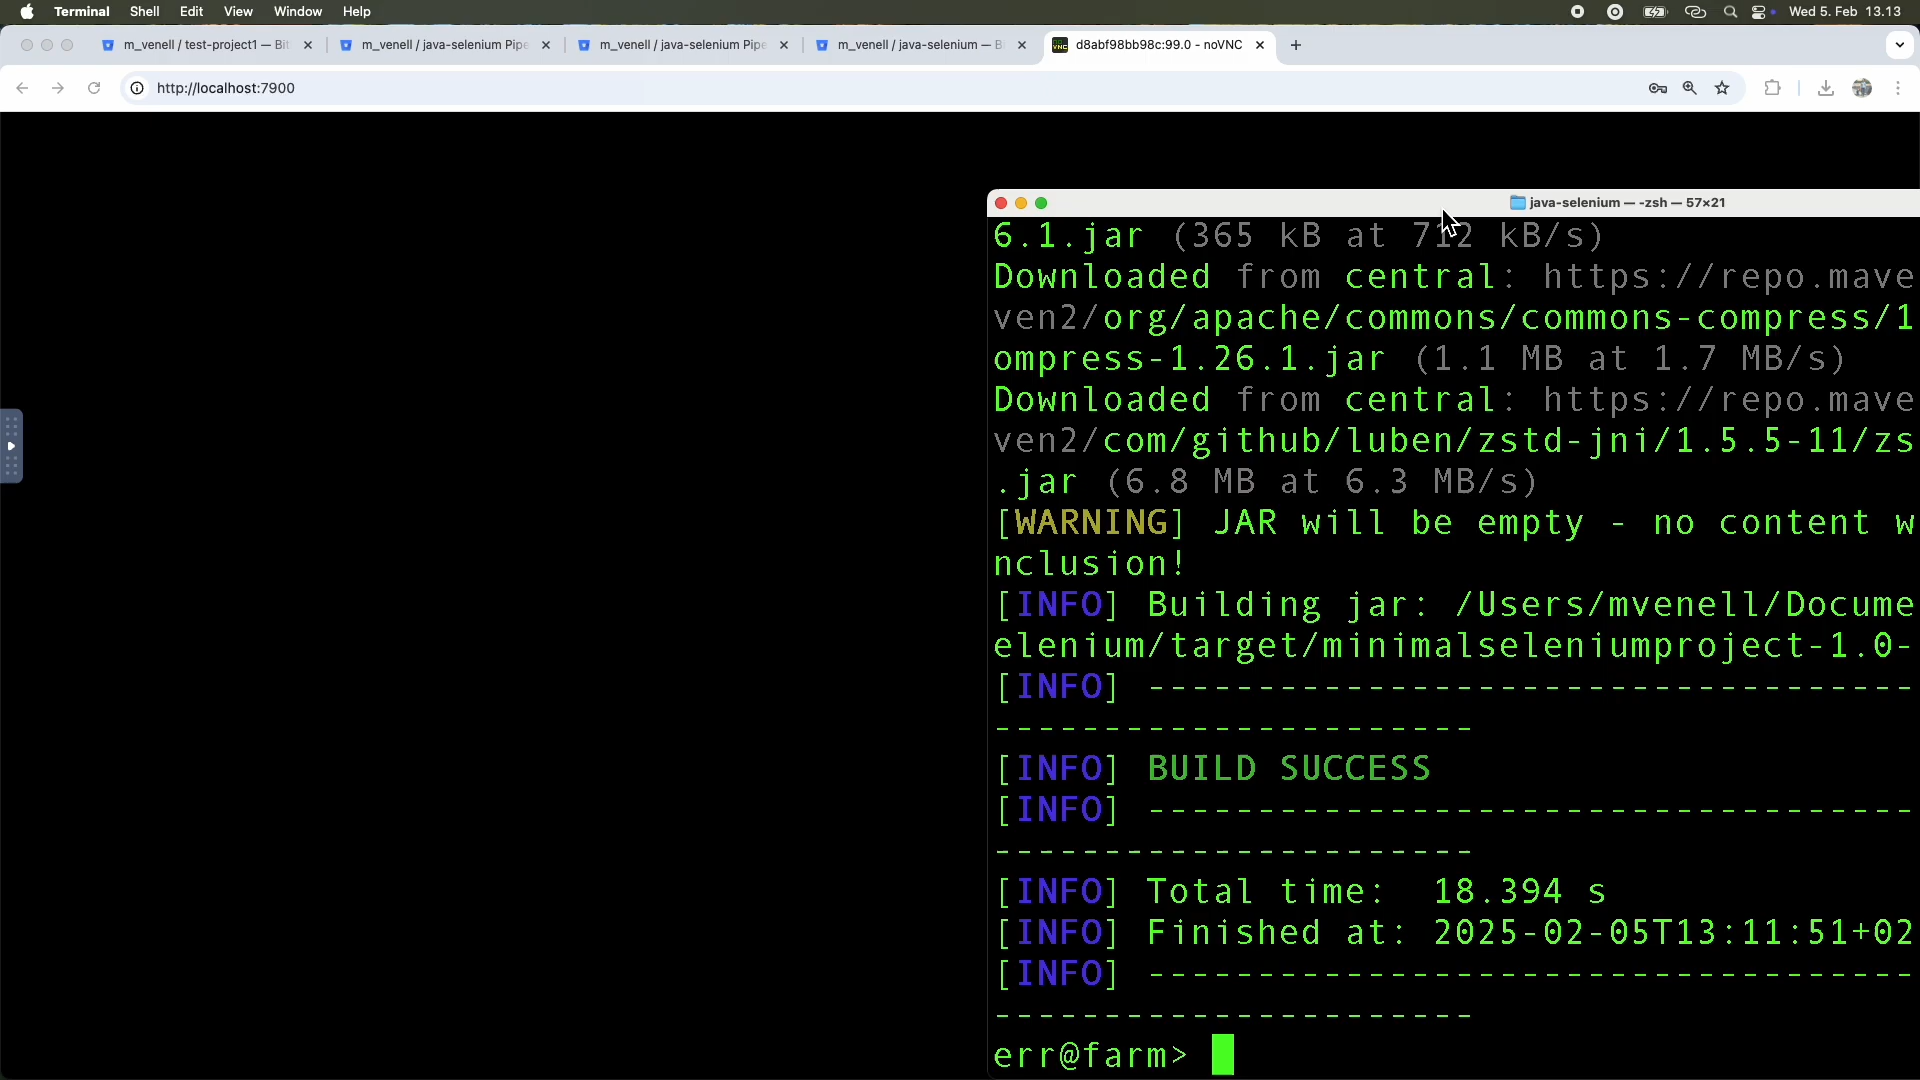 Terminal Shell Edit View Window Help Wed 5. Feb 13.13
m_venell / test-project1 — Bit m_venell / java-selenium Pipe m_venell / java-selenium Pipe m_venell / java-selenium — B d8abf98bb98c:99.0 - noVNC
http://localhost:7900
java-selenium — -zsh — 57×21
6.1.jar (365 kB at 712 kB/s)
Downloaded from central: https://repo.mave
ven2/org/apache/commons/commons-compress/1
ompress-1.26.1.jar (1.1 MB at 1.7 MB/s)
Downloaded from central: https://repo.mave
ven2/com/github/luben/zstd-jni/1.5.5-11/zs
.jar (6.8 MB at 6.3 MB/s)
[WARNING] JAR will be empty - no content w
nclusion!
[INFO] Building jar: /Users/mvenell/Docume
elenium/target/minimalseleniumproject-1.0-
[INFO] -----------------------------------
----------------------
[INFO] BUILD SUCCESS
[INFO] -----------------------------------
----------------------
[INFO] Total time:  18.394 s
[INFO] Finished at: 2025-02-05T13:11:51+02
[INFO] -----------------------------------
----------------------
err@farm>